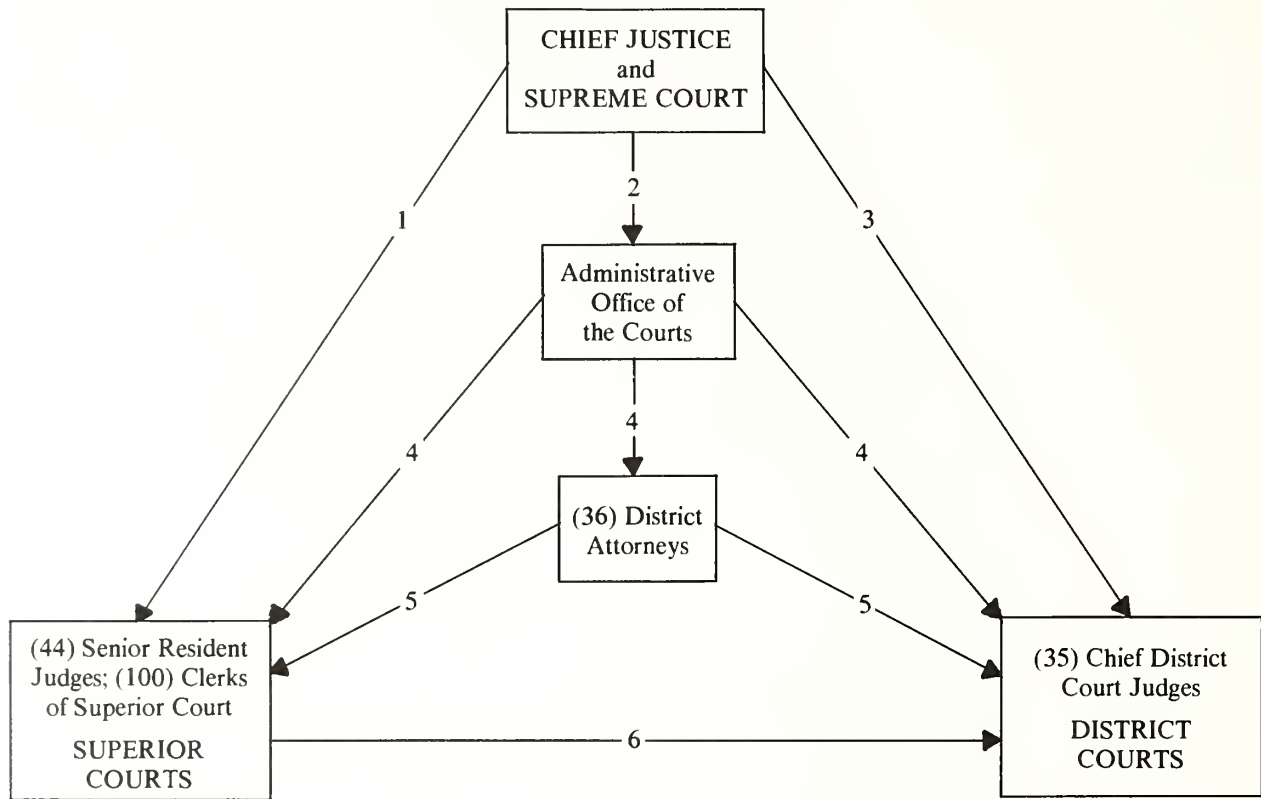 CHIEF JUSTICE
and
SUPREME COURT
2
1
3
Administrative
Office of
the Courts
4
4
4
(36) District
Attorneys
5
5
(44) Senior Resident
Judges; (100) Clerks
of Superior Court
SUPERIOR
COURTS
6
(35) Chief District
Court Judges
DISTRICT
COURTS